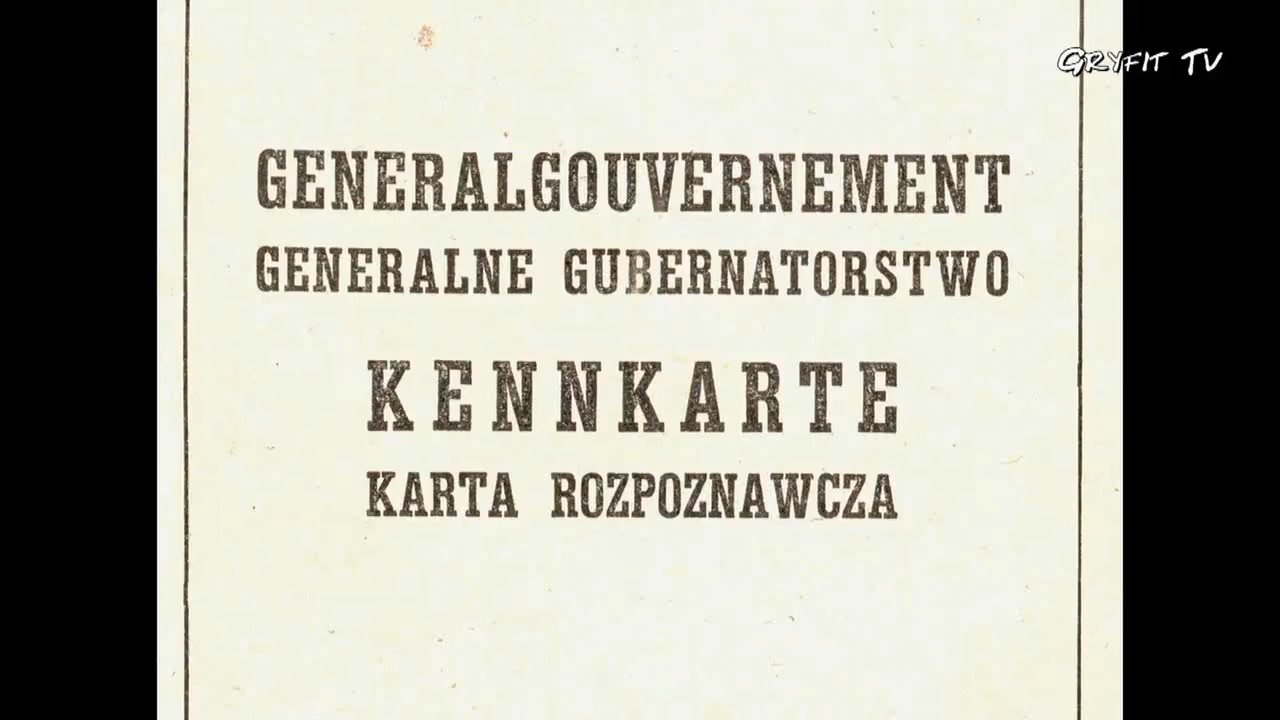 Gryfit Tv
GENERALGOUVERNEMENT
GENERALNE GUBERNATORSTWO
KENNKARTE
KARTA ROZPOZNAWCZA